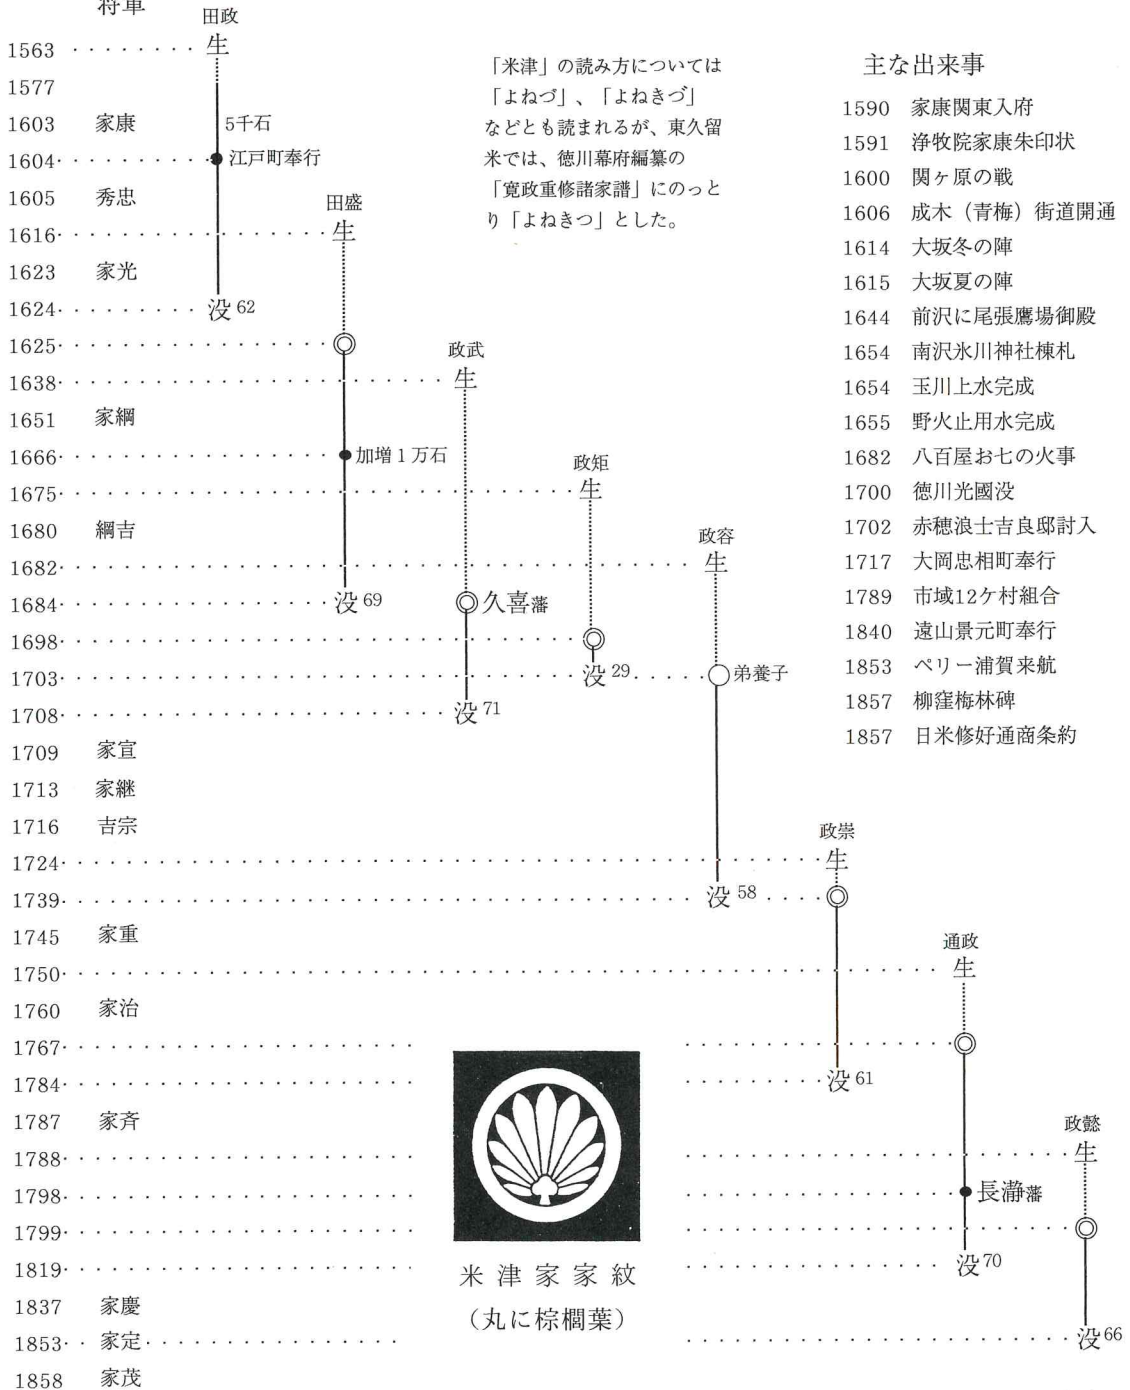 将軍
田政
1563 ・・・・・・・・ 生
1577
1603 家康 5千石
1604・・・・・・・・ 江戸町奉行
1605 秀忠
田盛
1616・・・・・・・・ 生
1623 家光
1624・・・・・・・・ 没 62
1625・・・・・・・・ ◎
政武
1638・・・・・・・・ 生
1651 家綱
1666・・・・・・・・ 加増1万石
政矩
1675・・・・・・・・ 生
1680 綱吉
政容
1682・・・・・・・・ 生
1684・・・・・・・・ 没 69 ◎ 久喜藩
1698・・・・・・・・ ◎
1703・・・・・・・・ 没 29 ・・・・ ○ 弟養子
1708・・・・・・・・ 没 71
1709 家宣
1713 家継
1716 吉宗
政崇
1724・・・・・・・・ 生
1739・・・・・・・・ 没 58 ・・・・ ◎
1745 家重
通政
1750・・・・・・・・ 生
1760 家治
1767・・・・・・・・ ◎
1784・・・・・・・・ 没 61
1787 家斉
政懿
1788・・・・・・・・ 生
1798・・・・・・・・ 長瀞藩
1799・・・・・・・・ ◎
1819・・・・・・・・ 没 70
1837 家慶
1853・・家定・・・・・・・・ 没 66
1858 家茂
「米津」の読み方については
「よねづ」、「よねきづ」
などとも読まれるが、東久留
米では、徳川幕府編纂の
「寛政重修諸家譜」にのっと
り「よねきつ」とした。
主な出来事
1590 家康関東入府
1591 浄牧院家康朱印状
1600 関ヶ原の戦
1606 成木（青梅）街道開通
1614 大坂冬の陣
1615 大坂夏の陣
1644 前沢に尾張鷹場御殿
1654 南沢氷川神社棟札
1654 玉川上水完成
1655 野火止用水完成
1682 八百屋お七の火事
1700 徳川光國没
1702 赤穂浪士吉良邸討入
1717 大岡忠相町奉行
1789 市域12ケ村組合
1840 遠山景元町奉行
1853 ペリー浦賀来航
1857 柳窪梅林碑
1857 日米修好通商条約
米津家家紋
（丸に棕櫚葉）